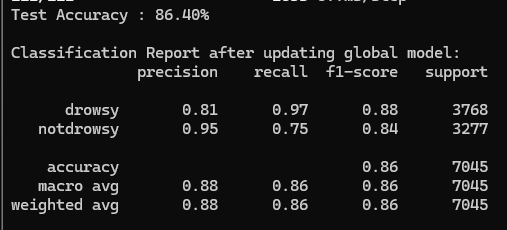 Test Accuracy : 86.40%
Classification Report after updating global model:
precision recall f1-score support
drowsy 0.81 0.97 0.88 3768
notdrowsy 0.95 0.75 0.84 3277
accuracy 0.86 7045
macro avg 0.88 0.86 0.86 7045
weighted avg 0.88 0.86 0.86 7045